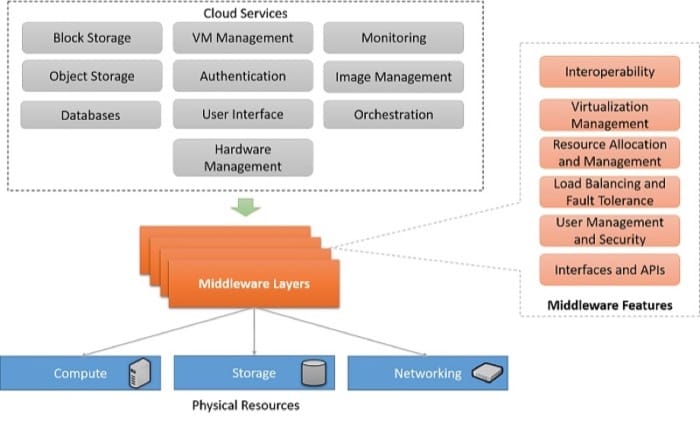 Cloud Services
Block Storage
VM Management
Monitoring
Object Storage
Authentication
Image Management
Databases
User Interface
Orchestration
Hardware
Management
Middleware Layers
Interoperability
Virtualization
Management
Resource Allocation
and Management
Load Balancing and
Fault Tolerance
User Management
and Security
Interfaces and APIs
Middleware Features
Compute
Storage
Networking
Physical Resources